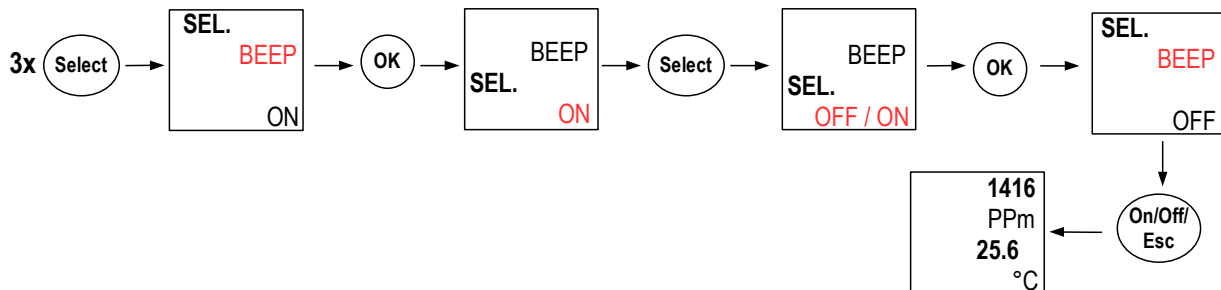 3x
Select
SEL.
BEEP
ON
OK
BEEP
SEL.
ON
Select
BEEP
SEL.
OFF / ON
OK
SEL.
BEEP
OFF
On/Off/
Esc
1416
PPm
25.6
°C